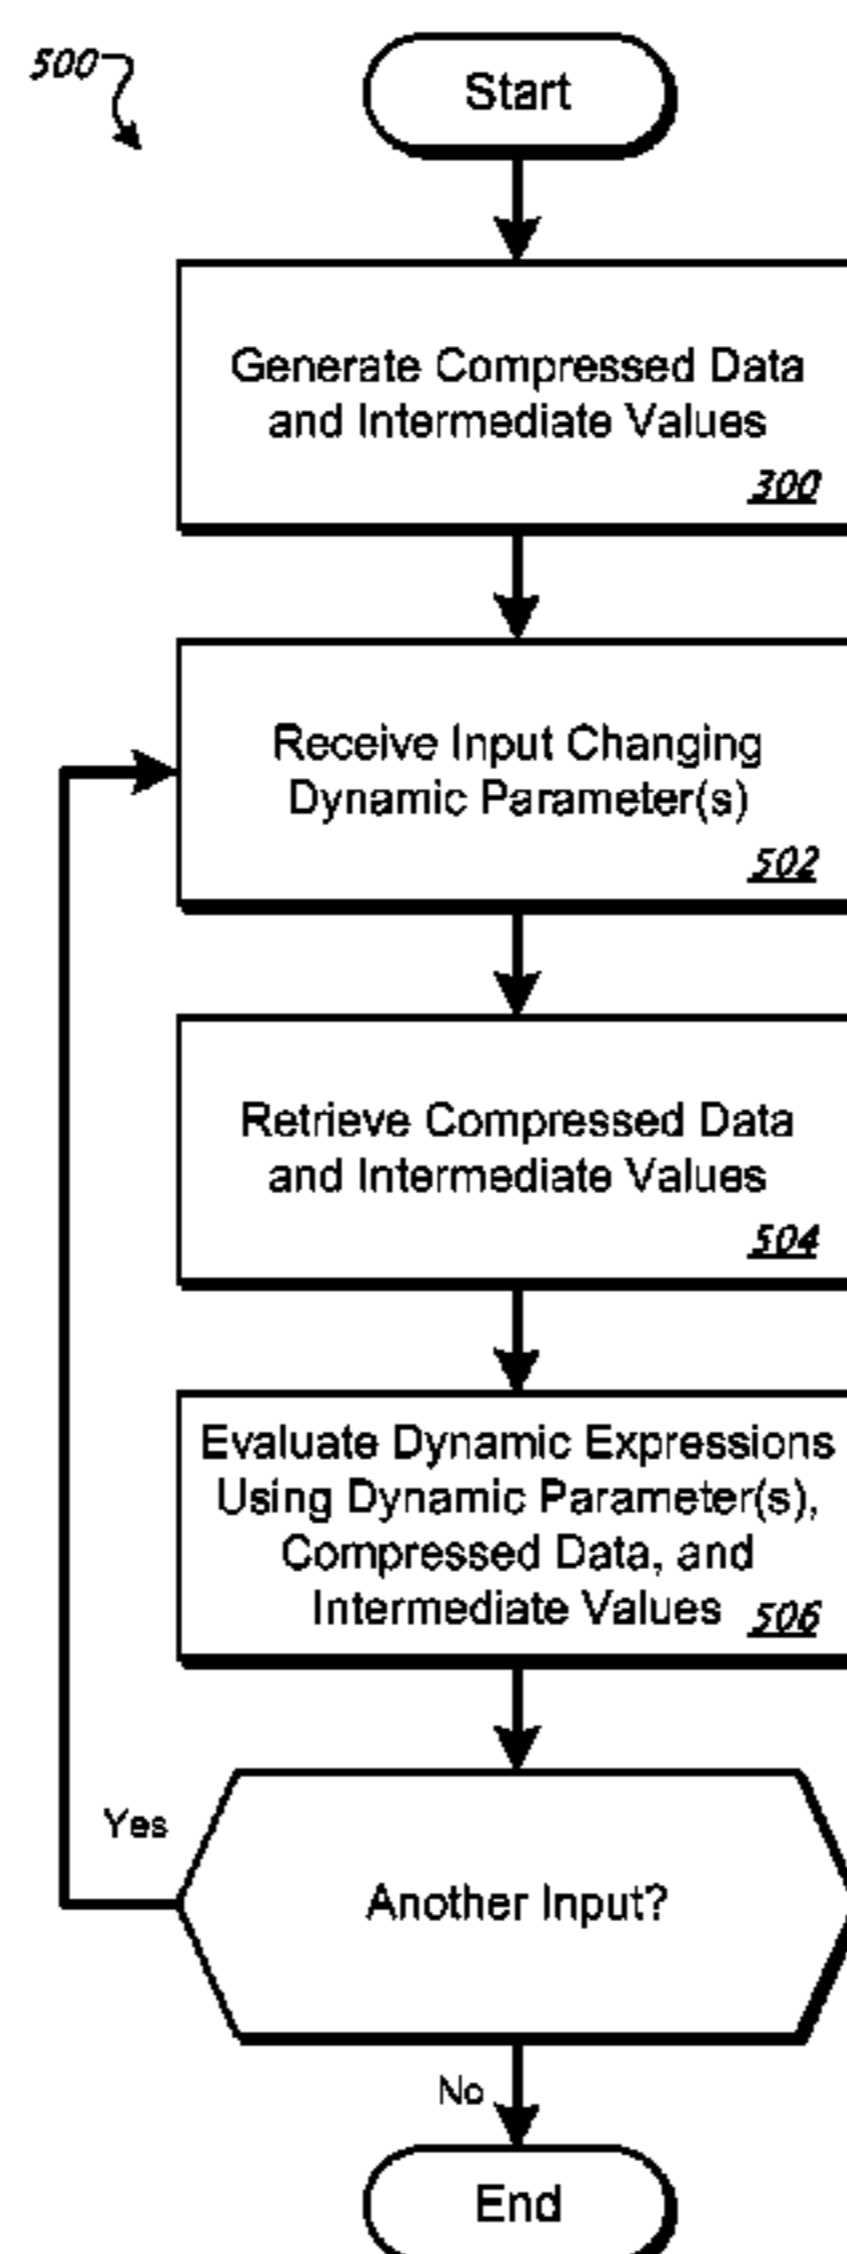 500
Start
Generate Compressed Data
and Intermediate Values
300
Receive Input Changing
Dynamic Parameter(s)
502
Retrieve Compressed Data
and Intermediate Values
504
Evaluate Dynamic Expressions
Using Dynamic Parameter(s),
Compressed Data, and
Intermediate Values 506
Yes
Another Input?
No
End